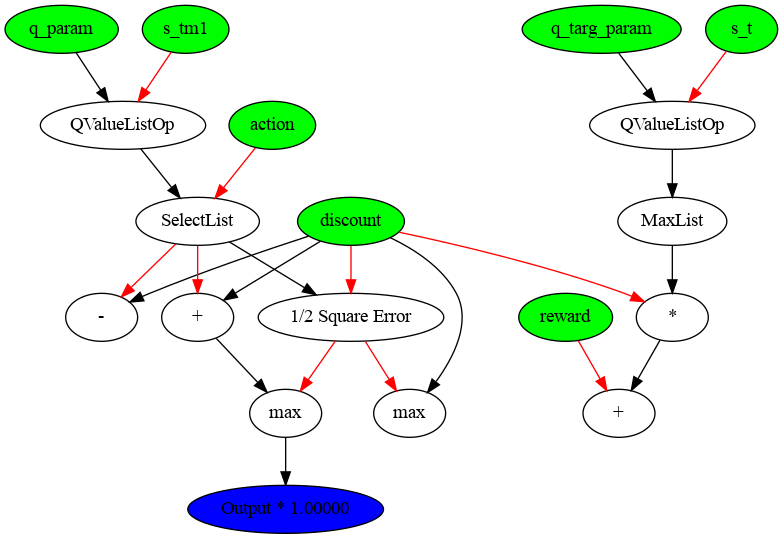 q_param
s_tm1
q_targ_param
s_t
QValueListOp
action
QValueListOp
SelectList
discount
MaxList
-
+
1/2 Square Error
reward
*
max
max
+
Output * 1.00000